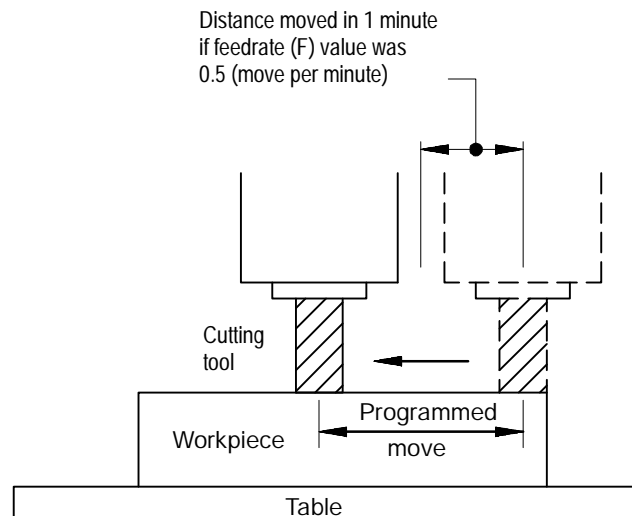 Distance moved in 1 minute
if feedrate (F) value was
0.5 (move per minute)
Cutting
tool
Programmed
move
Workpiece
Table